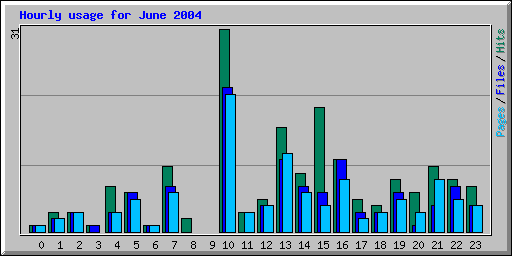 Hourly usage for June 2004
31
Pages/Files/Hits
0 1 2 3 4 5 6 7 8 9 10 11 12 13 14 15 16 17 18 19 20 21 22 23